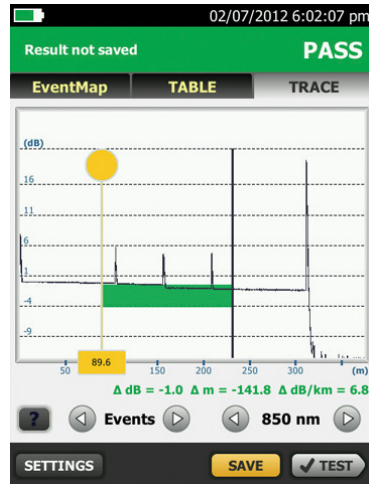 02/07/2012 6:02:07 pm
Result not saved PASS
EventMap TABLE TRACE
(dB)
16
11
6
1
-4
-9
50 89.6 150 200 250 300 (m)
Δ dB = -1.0 Δ m = -141.8 Δ dB/km = 6.8
? Events 850 nm
SETTINGS SAVE TEST